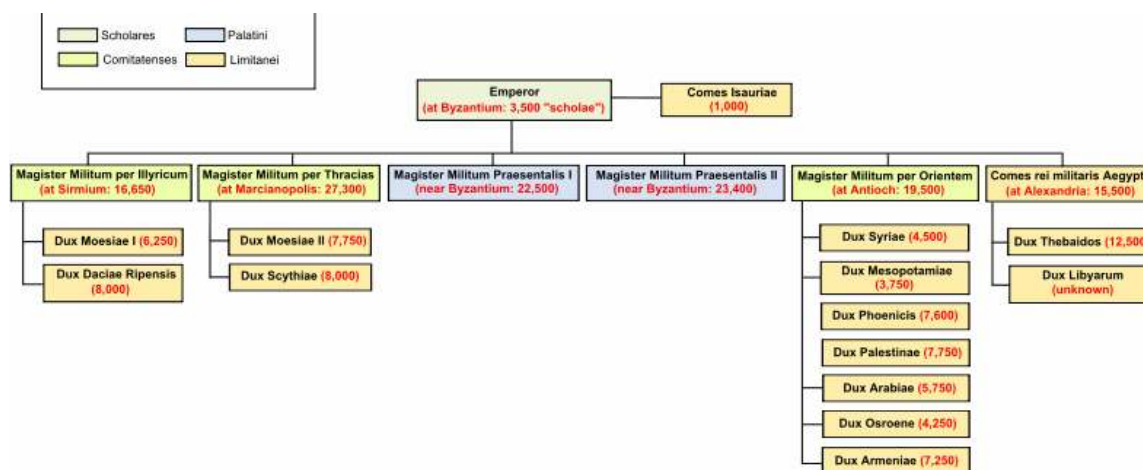 Scholares
Palatini
Comitatenses
Limitanei
Emperor
(at Byzantium: 3,500 "scholae")
Comes Isauriae
(1,000)
Magister Militum per Illyricum
(at Sirmium: 16,650)
Magister Militum per Thracias
(at Marcianopolis: 27,300)
Magister Militum Praesentalis I
(near Byzantium: 22,500)
Magister Militum Praesentalis II
(near Byzantium: 23,400)
Magister Militum per Orientem
(at Antioch: 19,500)
Comes rei militaris Aegypt
(at Alexandria: 15,500)
Dux Moesiae I (6,250)
Dux Daciae Ripensis
(8,000)
Dux Moesiae II (7,750)
Dux Scythiae (8,000)
Dux Syriae (4,500)
Dux Mesopotamiae
(3,750)
Dux Phoenicis (7,600)
Dux Palestinae (7,750)
Dux Arabiae (5,750)
Dux Osroene (4,250)
Dux Armeniae (7,250)
Dux Thebaidos (12,500
Dux Libyarum
(unknown)